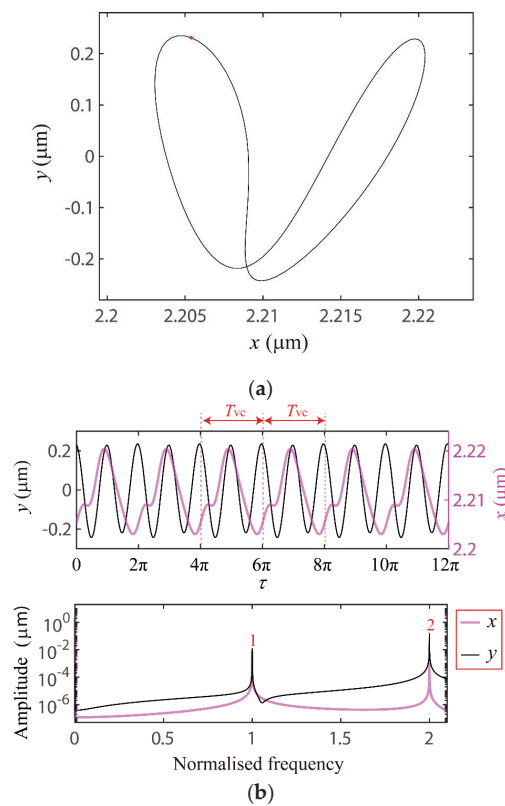 0.2
0.1
0
-0.1
-0.2
y (μm)
2.2
2.205
2.21
2.215
2.22
x (μm)
(a)
Tvc
Tvc
0.2
0
-0.2
y (μm)
2.22
2.21
2.2
x (μm)
0
2π
4π
6π
8π
10π
12π
τ
10⁰
10⁻²
10⁻⁴
10⁻⁶
Amplitude (μm)
1
2
x
y
0
0.5
1
1.5
2
Normalised frequency
(b)